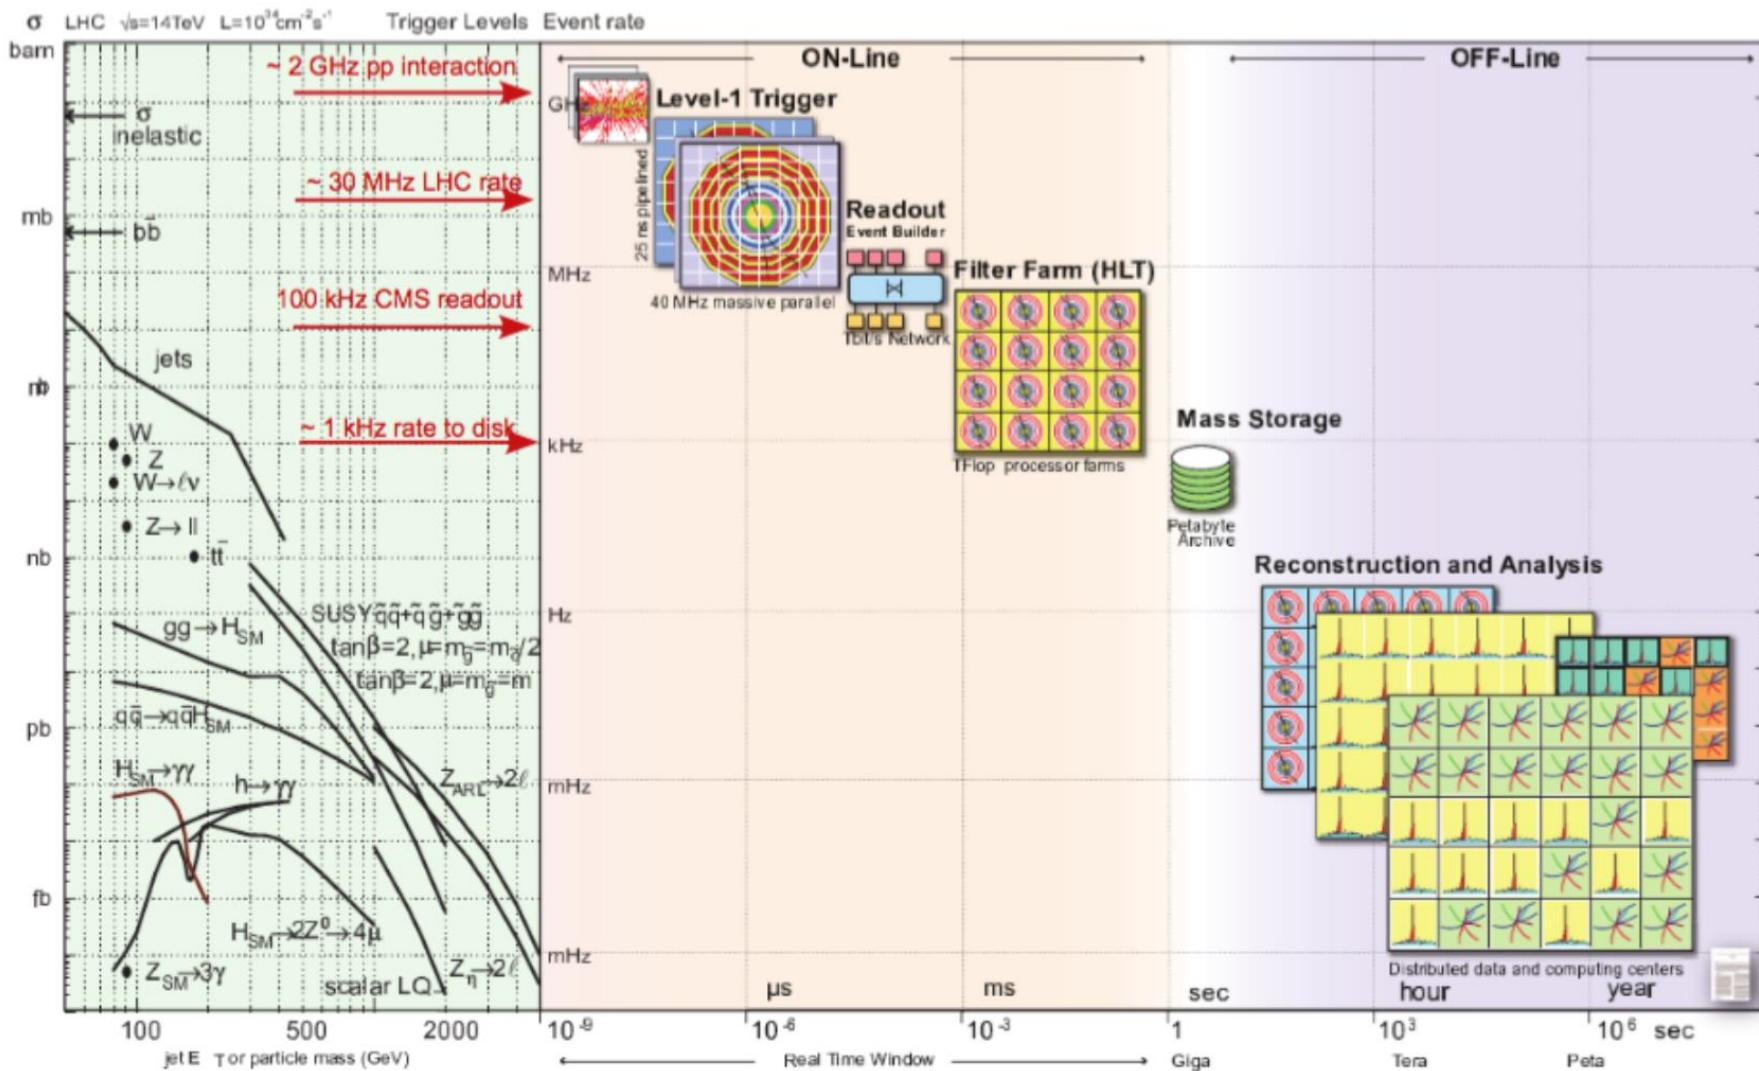 σ LHC √s=14TeV L=10³⁴cm⁻²s⁻¹ Trigger Levels Event rate
barn
mb
nb
pb
fb
~ 2 GHz pp interaction
σ
inelastic
~ 30 MHz LHC rate
bb̄
100 kHz CMS readout
jets
~ 1 kHz rate to disk
W
Z
W→ℓν
Z→ ll
tt̄
SUSY q̃q̃+q̃g̃+g̃g̃
gg→H_SM
tanβ=2, μ=m_g̃=m_q̃/2
tanβ=2, μ=m_g̃=m
qq̄→qq̄H_SM
H_SM→γγ
h→γγ
Z_ARL→2ℓ
H_SM→2Z⁰→4μ
Z_SM→3γ
scalar LQ
Z_η→2ℓ
100 500 1000 2000
jet E T or particle mass (GeV)
GHz
MHz
kHz
Hz
mHz
mHz
ON-Line
OFF-Line
Level-1 Trigger
25 ns pipelined
40 MHz massive parallel
Readout
Event Builder
Tbit/s Network
Filter Farm (HLT)
TFlop processor farms
Mass Storage
Petabyte
Archive
Reconstruction and Analysis
Distributed data and computing centers
μs ms sec hour year
10⁻⁹ 10⁻⁶ 10⁻³ 1 10³ 10⁶ sec
Real Time Window Giga Tera Peta